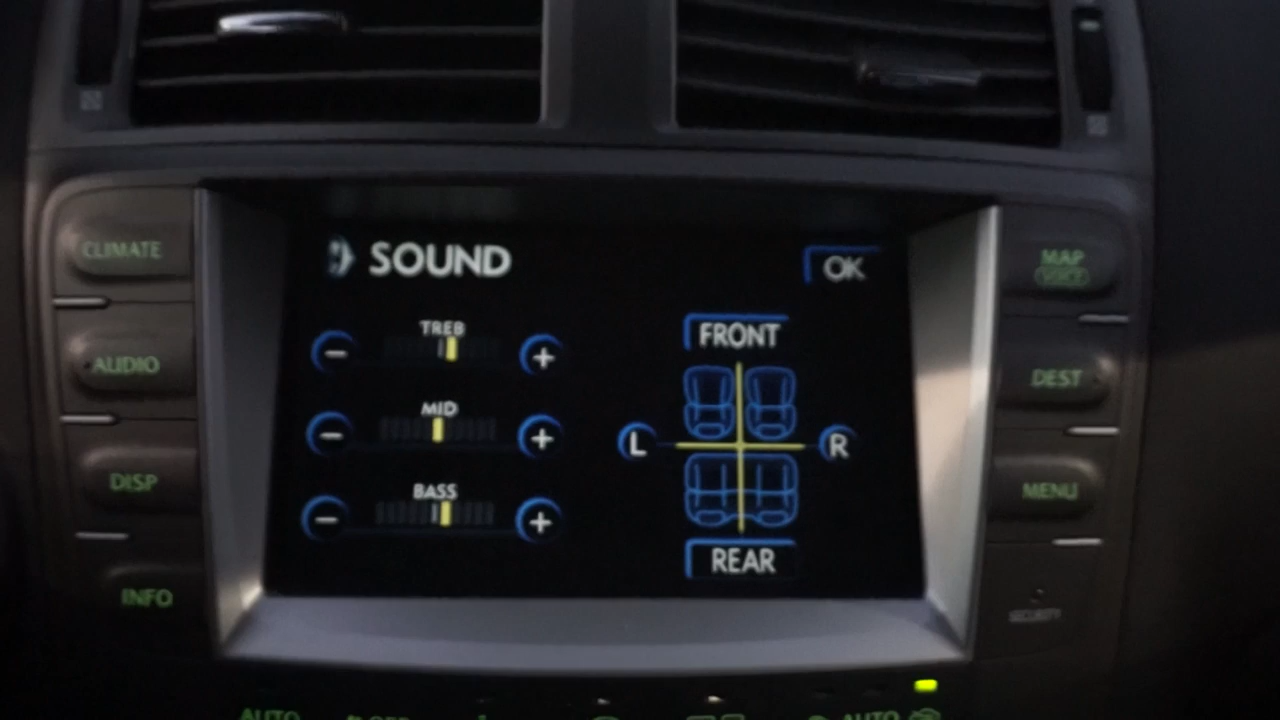 CLIMATE
AUDIO
DISP
INFO
SOUND
OK
TREB
− +
MID
− +
BASS
− +
FRONT
L R
REAR
MAP
VOICE
DEST
MENU
SECURITY
AUTO
AUTO